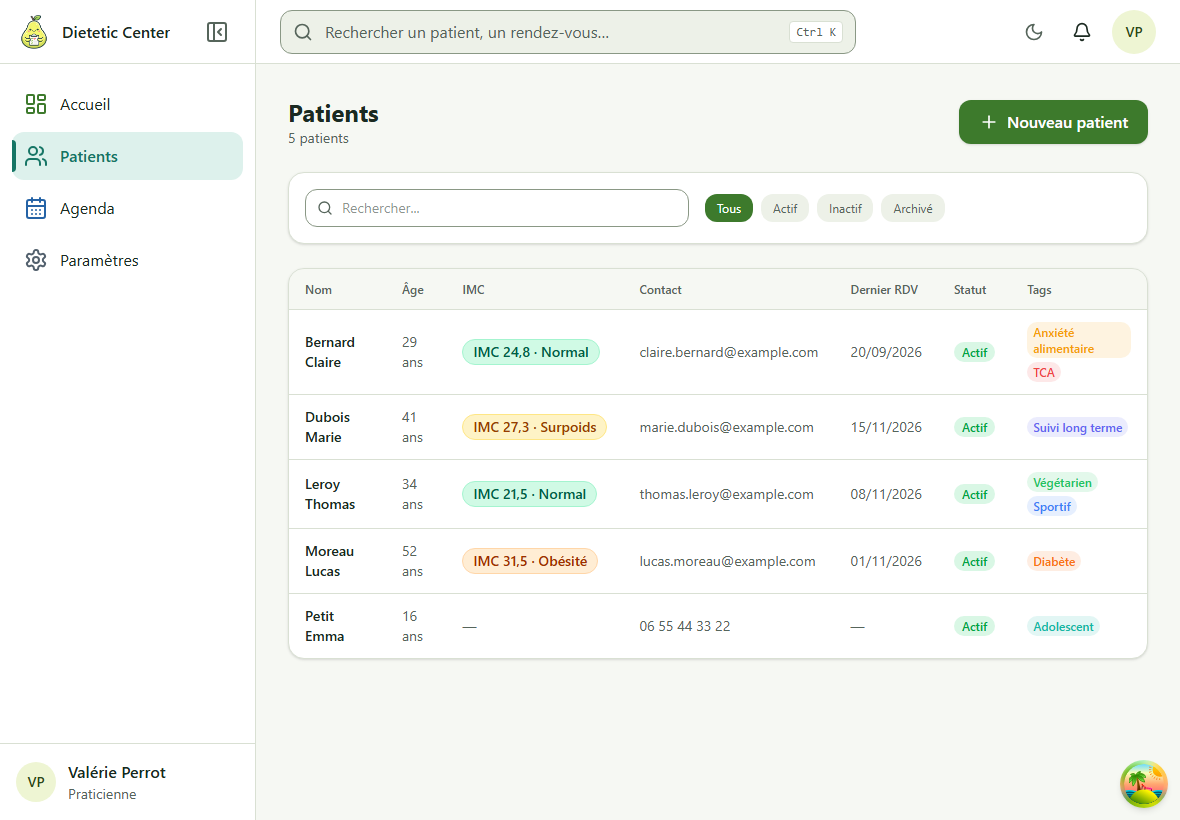 Dietetic Center
Rechercher un patient, un rendez-vous...
Ctrl K
VP
Accueil
Patients
Agenda
Paramètres
Patients
5 patients
Nouveau patient
Rechercher...
Tous
Actif
Inactif
Archivé
Nom
Âge
IMC
Contact
Dernier RDV
Statut
Tags
Bernard
Claire
29
ans
IMC 24,8 · Normal
claire.bernard@example.com
20/09/2026
Actif
Anxiété
alimentaire
TCA
Dubois
Marie
41
ans
IMC 27,3 · Surpoids
marie.dubois@example.com
15/11/2026
Actif
Suivi long terme
Leroy
Thomas
34
ans
IMC 21,5 · Normal
thomas.leroy@example.com
08/11/2026
Actif
Végétarien
Sportif
Moreau
Lucas
52
ans
IMC 31,5 · Obésité
lucas.moreau@example.com
01/11/2026
Actif
Diabète
Petit
Emma
16
ans
—
06 55 44 33 22
—
Actif
Adolescent
VP
Valérie Perrot
Praticienne